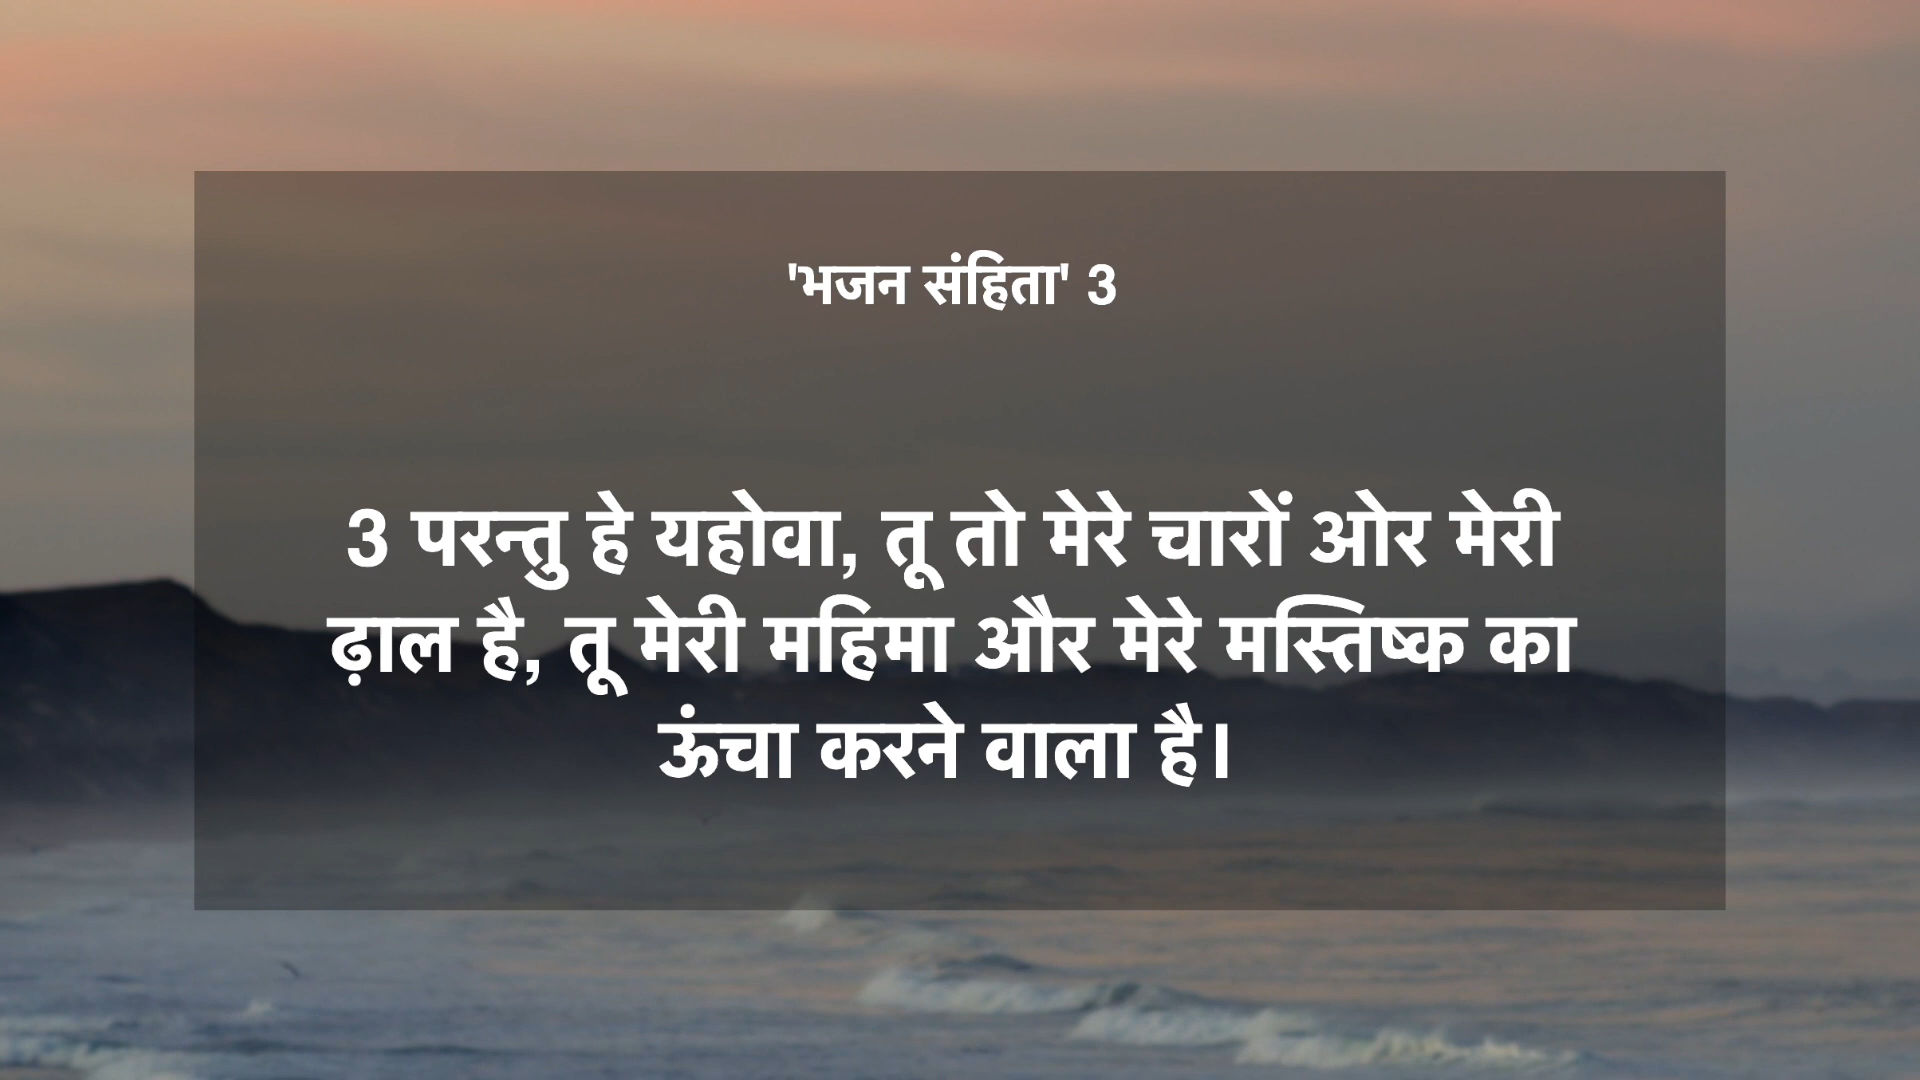 'भजन संहिता' 3
3 परन्तु हे यहोवा, तू तो मेरे चारों ओर मेरी
ढ़ाल है, तू मेरी महिमा और मेरे मस्तिष्क का
ऊंचा करने वाला है।